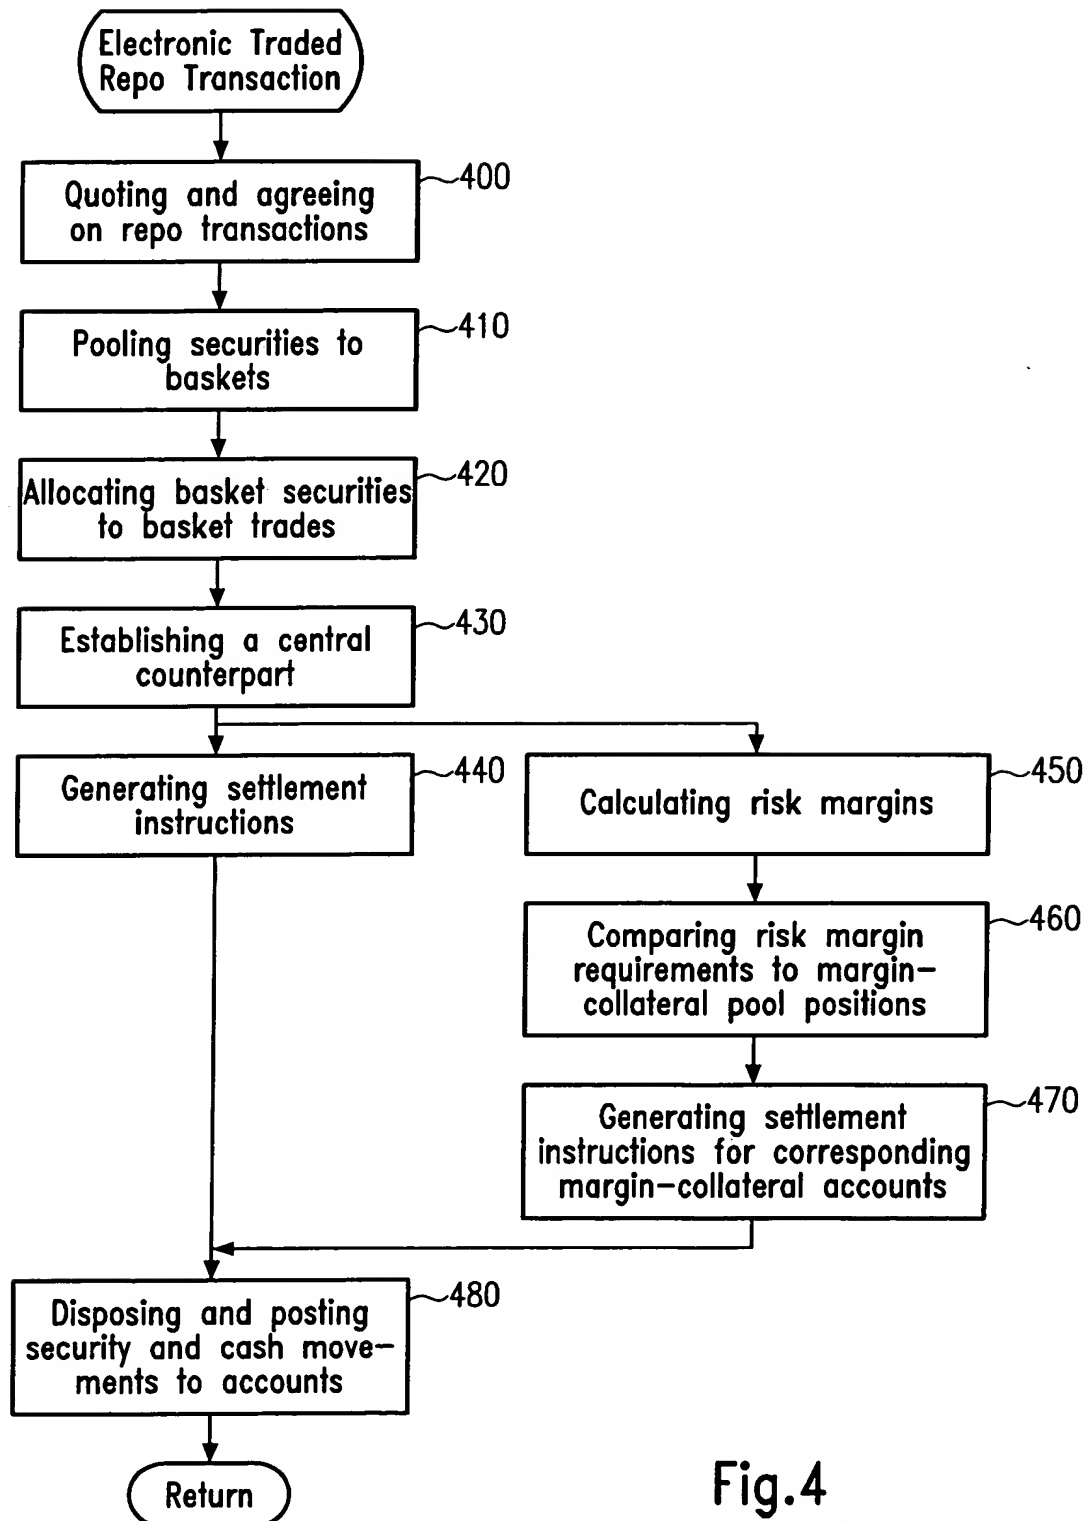 Electronic Traded
Repo Transaction
400
Quoting and agreeing
on repo transactions
410
Pooling securities to
baskets
420
Allocating basket securities
to basket trades
430
Establishing a central
counterpart
440
Generating settlement
instructions
450
Calculating risk margins
460
Comparing risk margin
requirements to margin-
collateral pool positions
470
Generating settlement
instructions for corresponding
margin-collateral accounts
480
Disposing and posting
security and cash move-
ments to accounts
Return
Fig.4